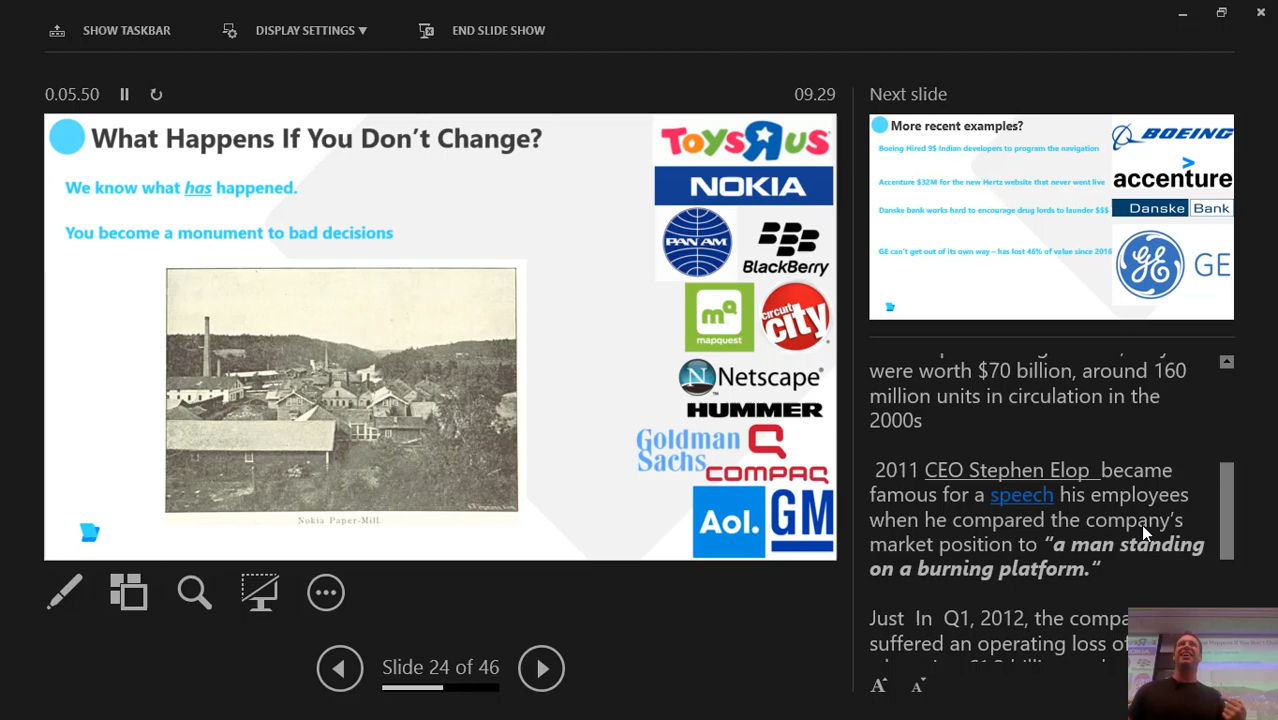 SHOW TASKBAR
DISPLAY SETTINGS ▼
END SLIDE SHOW
0.05.50
09.29
What Happens If You Don't Change?
We know what has happened.
You become a monument to bad decisions
Nokia Paper-Mill
TOYS R US
NOKIA
PAN AM
BlackBerry
mq
mapquest
circuit
city
N Netscape®
HUMMER
Goldman
Sachs
COMPAQ
Aol.
GM
Slide 24 of 46
Next slide
More recent examples?
Boeing Hired 9$ Indian developers to program the navigation
Accenture $32M for the new Hertz website that never went live
Danske bank works hard to encourage drug lords to launder $$$
GE can't get out of its own way – has lost 46% of value since 2016
BOEING
>
accenture
Danske Bank
GE GE
were worth $70 billion, around 160
million units in circulation in the
2000s
2011 CEO Stephen Elop became
famous for a speech his employees
when he compared the company's
market position to "a man standing
on a burning platform."
Just In Q1, 2012, the compa
suffered an operating loss of
A A